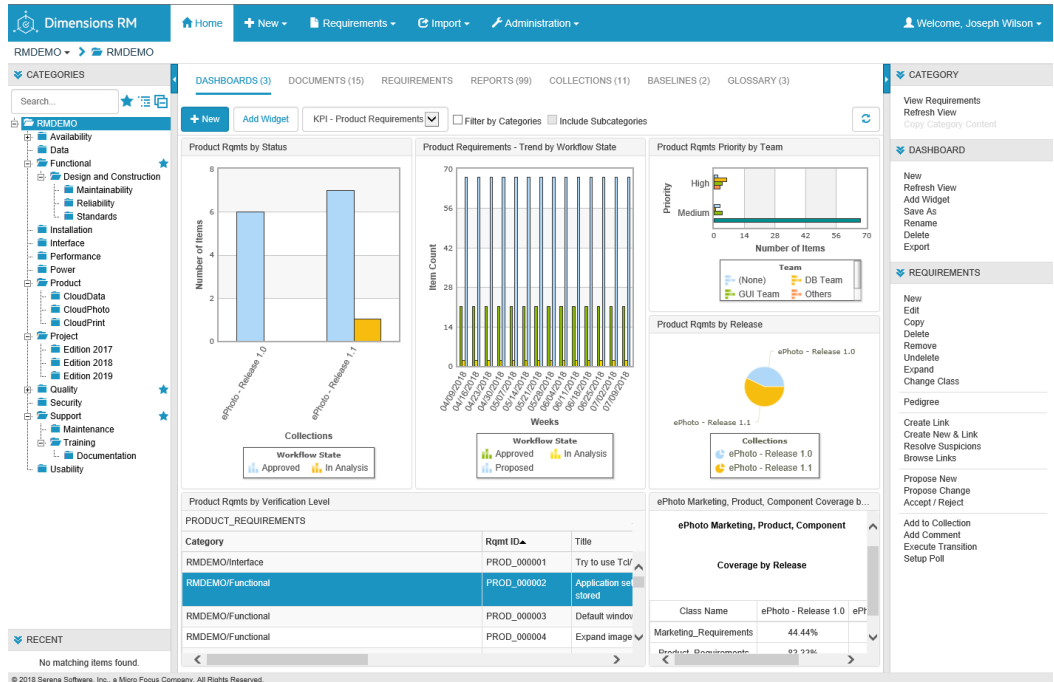 Dimensions RM
Home
New
Requirements
Import
Administration
Welcome, Joseph Wilson
RMDEMO
RMDEMO
CATEGORIES
Search...
RMDEMO
Availability
Data
Functional
Design and Construction
Maintainability
Reliability
Standards
Installation
Interface
Performance
Power
Product
CloudData
CloudPhoto
CloudPrint
Project
Edition 2017
Edition 2018
Edition 2019
Quality
Security
Support
Maintenance
Training
Documentation
Usability
RECENT
No matching items found.
DASHBOARDS (3)
DOCUMENTS (15)
REQUIREMENTS
REPORTS (99)
COLLECTIONS (11)
BASELINES (2)
GLOSSARY (3)
New
Add Widget
KPI - Product Requirements
Filter by Categories
Include Subcategories
Product Rqmts by Status
8
6
4
2
0
Number of Items
ePhoto - Release 1.0
ePhoto - Release 1.1
Collections
Workflow State
Approved
In Analysis
Product Requirements - Trend by Workflow State
70
56
42
28
14
0
Item Count
04/09/2018
04/16/2018
04/23/2018
04/30/2018
05/07/2018
05/14/2018
05/21/2018
05/28/2018
06/04/2018
06/11/2018
06/18/2018
06/25/2018
07/02/2018
07/09/2018
Weeks
Workflow State
Approved
In Analysis
Proposed
Product Rqmts Priority by Team
Priority
High
Medium
0 14 28 42 56 70
Number of Items
Team
(None)
DB Team
GUI Team
Others
Product Rqmts by Release
ePhoto - Release 1.0
ePhoto - Release 1.1
Collections
ePhoto - Release 1.0
ePhoto - Release 1.1
Product Rqmts by Verification Level
PRODUCT_REQUIREMENTS
Category Rqmt ID Title
RMDEMO/Interface PROD_000001 Try to use Tcl/
RMDEMO/Functional PROD_000002 Application set
stored
RMDEMO/Functional PROD_000003 Default window
RMDEMO/Functional PROD_000004 Expand image
ePhoto Marketing, Product, Component Coverage b...
ePhoto Marketing, Product, Component
Coverage by Release
Class Name ePhoto - Release 1.0 ePh
Marketing_Requirements 44.44%
Product_Requirements 83.33%
CATEGORY
View Requirements
Refresh View
Copy Category Content
DASHBOARD
New
Refresh View
Add Widget
Save As
Rename
Delete
Export
REQUIREMENTS
New
Edit
Copy
Delete
Remove
Undelete
Expand
Change Class
Pedigree
Create Link
Create New & Link
Resolve Suspicions
Browse Links
Propose New
Propose Change
Accept / Reject
Add to Collection
Add Comment
Execute Transition
Setup Poll
© 2018 Serena Software, Inc., a Micro Focus Company. All Rights Reserved.